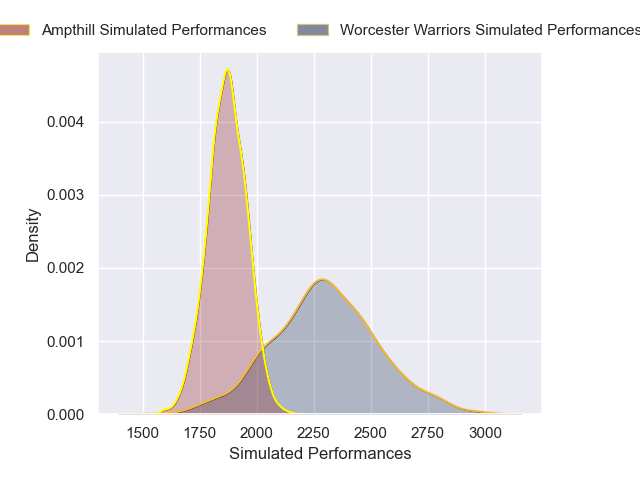 Ampthill Simulated Performances Worcester Warriors Simulated Performances
0.004
0.003
0.002
0.001
0.000
Density
1500 1750 2000 2250 2500 2750 3000
Simulated Performances